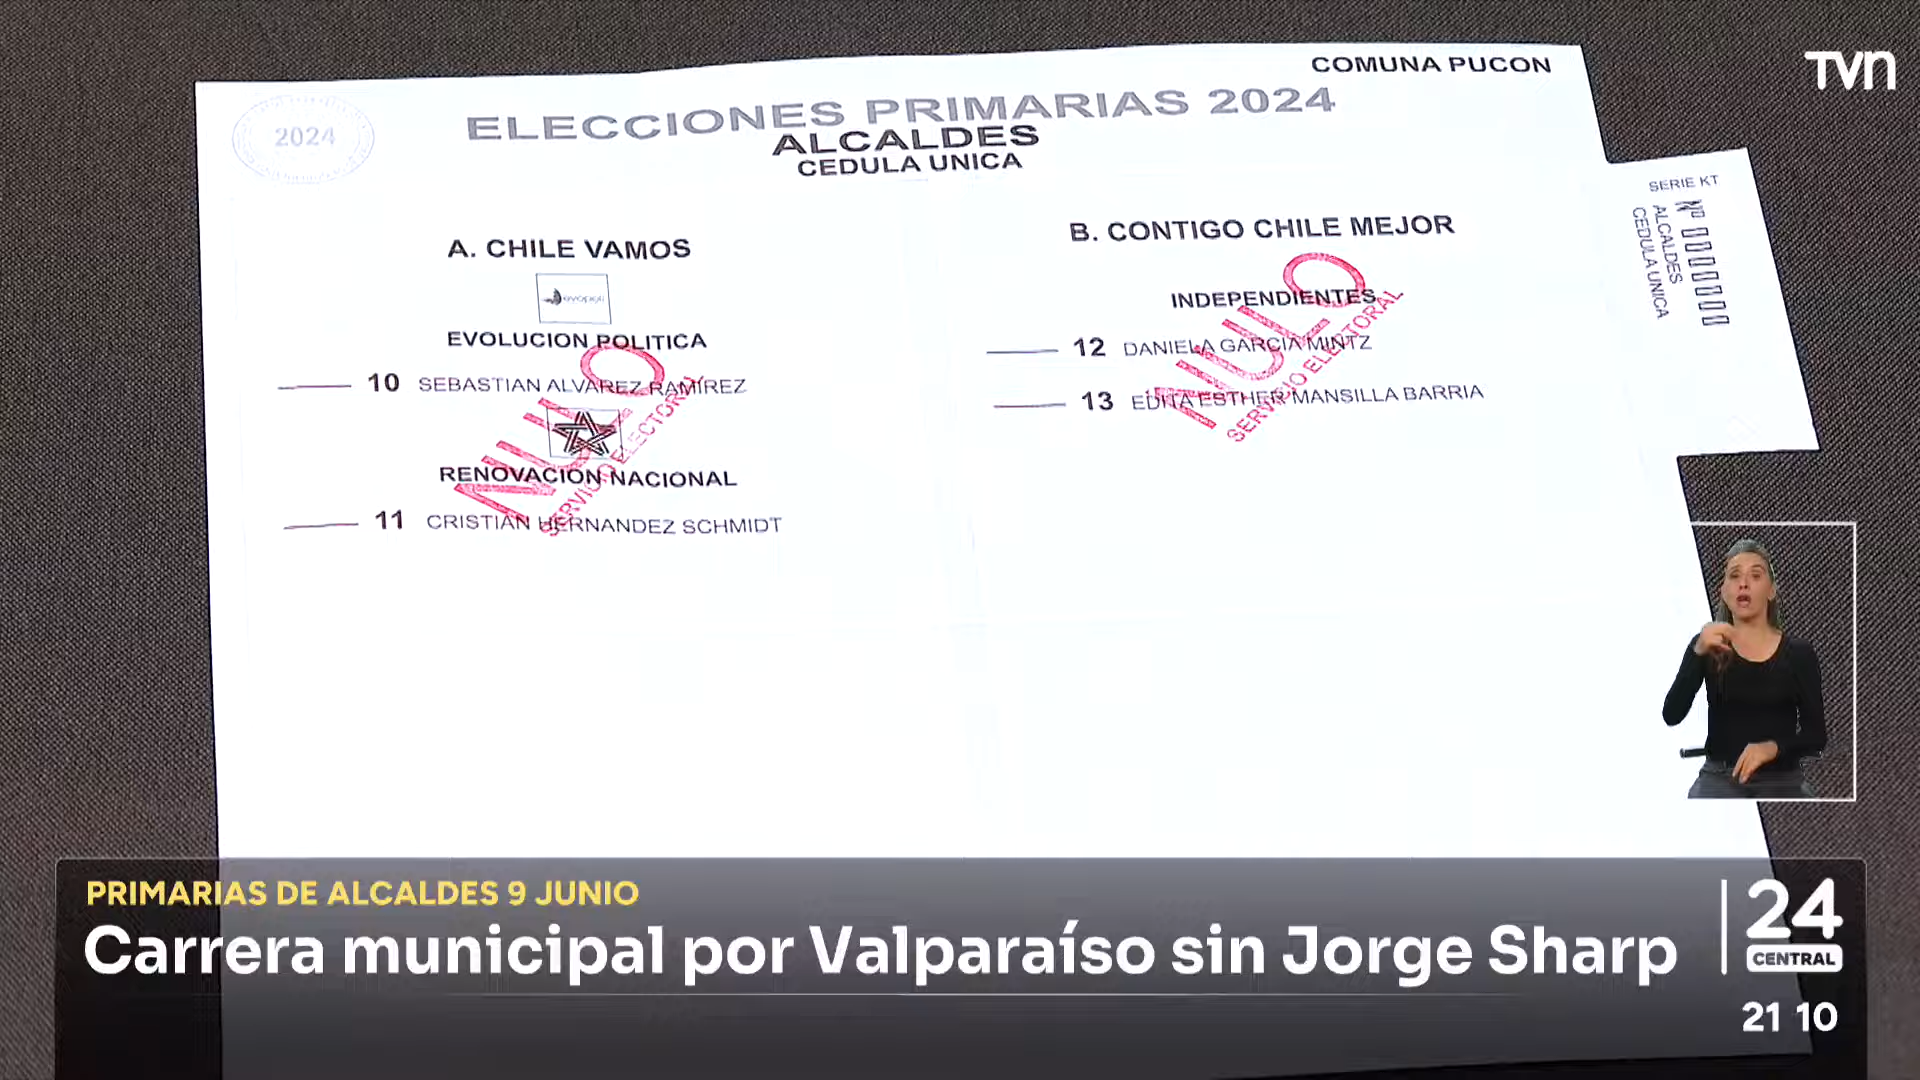 TVN
COMUNA PUCON
2024
ELECCIONES PRIMARIAS 2024
ALCALDES
CEDULA UNICA
SERIE KT
Nº
ALCALDES
CEDULA UNICA
A. CHILE VAMOS
evopoli
EVOLUCION POLITICA
10 SEBASTIAN ALVAREZ RAMIREZ
RENOVACION NACIONAL
11 CRISTIAN HERNANDEZ SCHMIDT
NULO
SERVICIO ELECTORAL
B. CONTIGO CHILE MEJOR
INDEPENDIENTES
12 DANIELA GARCIA MINTZ
13 EDITA ESTHER MANSILLA BARRIA
NULO
SERVICIO ELECTORAL
PRIMARIAS DE ALCALDES 9 JUNIO
Carrera municipal por Valparaíso sin Jorge Sharp
24
CENTRAL
21 10